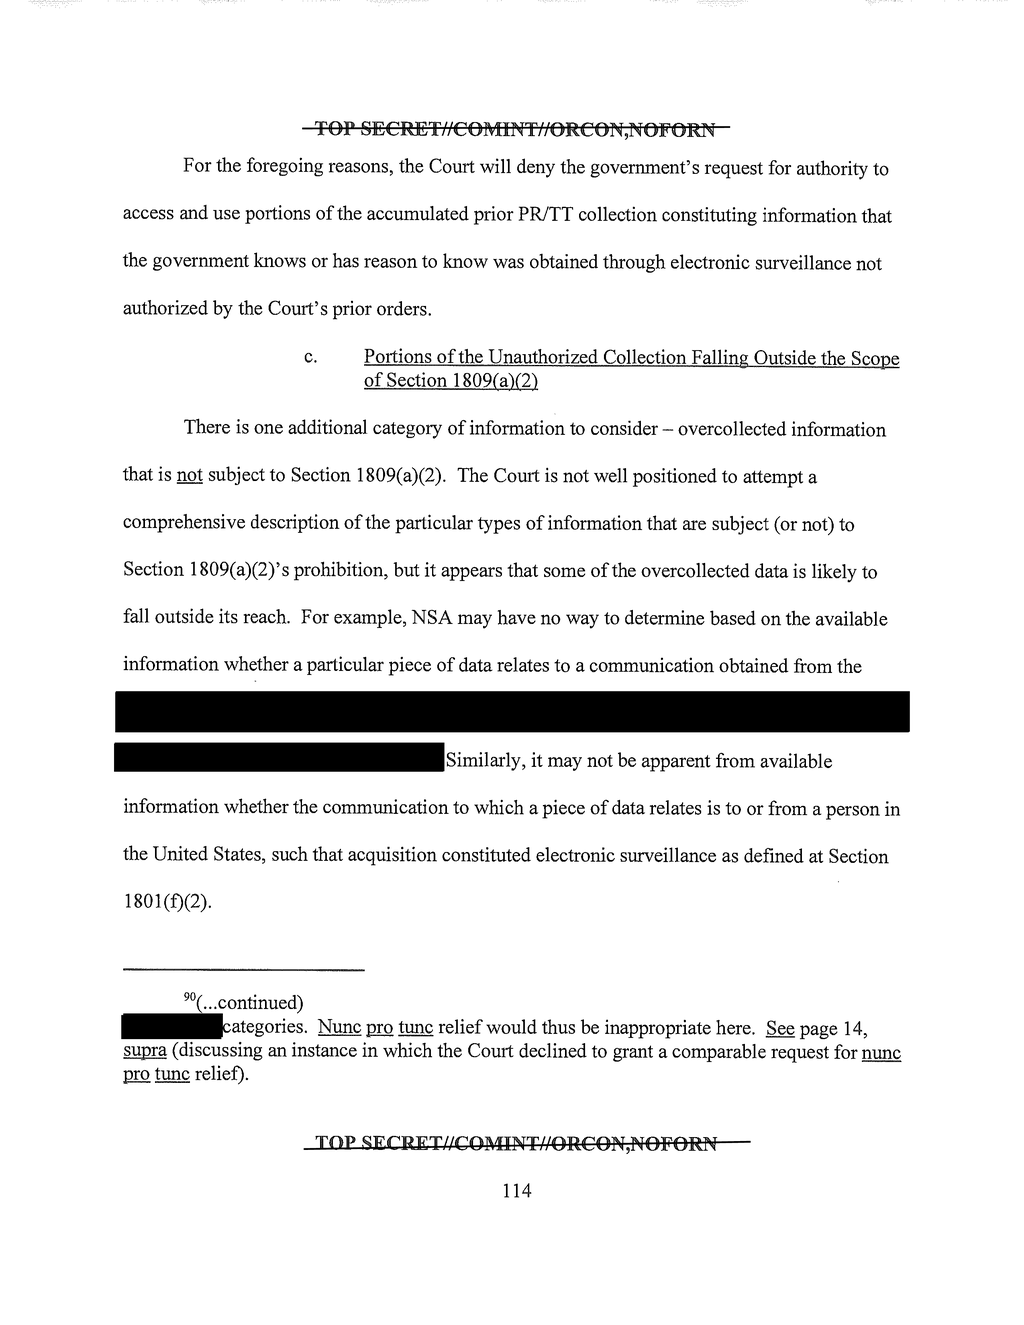 TOP SECRET//COMINT//ORCON,NOFORN
For the foregoing reasons, the Court will deny the government's request for authority to
access and use portions of the accumulated prior PR/TT collection constituting information that
the government knows or has reason to know was obtained through electronic surveillance not
authorized by the Court's prior orders.
c. Portions of the Unauthorized Collection Falling Outside the Scope
of Section 1809(a)(2)
There is one additional category of information to consider – overcollected information
that is not subject to Section 1809(a)(2). The Court is not well positioned to attempt a
comprehensive description of the particular types of information that are subject (or not) to
Section 1809(a)(2)'s prohibition, but it appears that some of the overcollected data is likely to
fall outside its reach. For example, NSA may have no way to determine based on the available
information whether a particular piece of data relates to a communication obtained from the
Similarly, it may not be apparent from available
information whether the communication to which a piece of data relates is to or from a person in
the United States, such that acquisition constituted electronic surveillance as defined at Section
1801(f)(2).
90(...continued)
categories. Nunc pro tunc relief would thus be inappropriate here. See page 14,
supra (discussing an instance in which the Court declined to grant a comparable request for nunc
pro tunc relief).
TOP SECRET//COMINT//ORCON,NOFORN
114